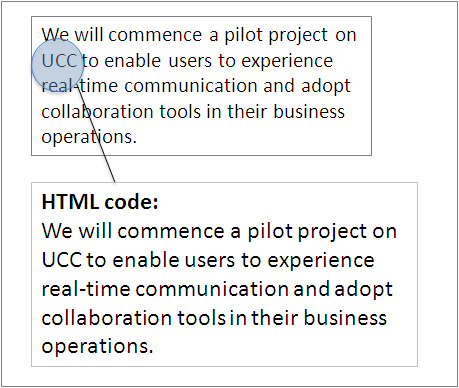 We will commence a pilot project on
UCC to enable users to experience
real-time communication and adopt
collaboration tools in their business
operations.
HTML code:
We will commence a pilot project on
UCC to enable users to experience
real-time communication and adopt
collaboration tools in their business
operations.